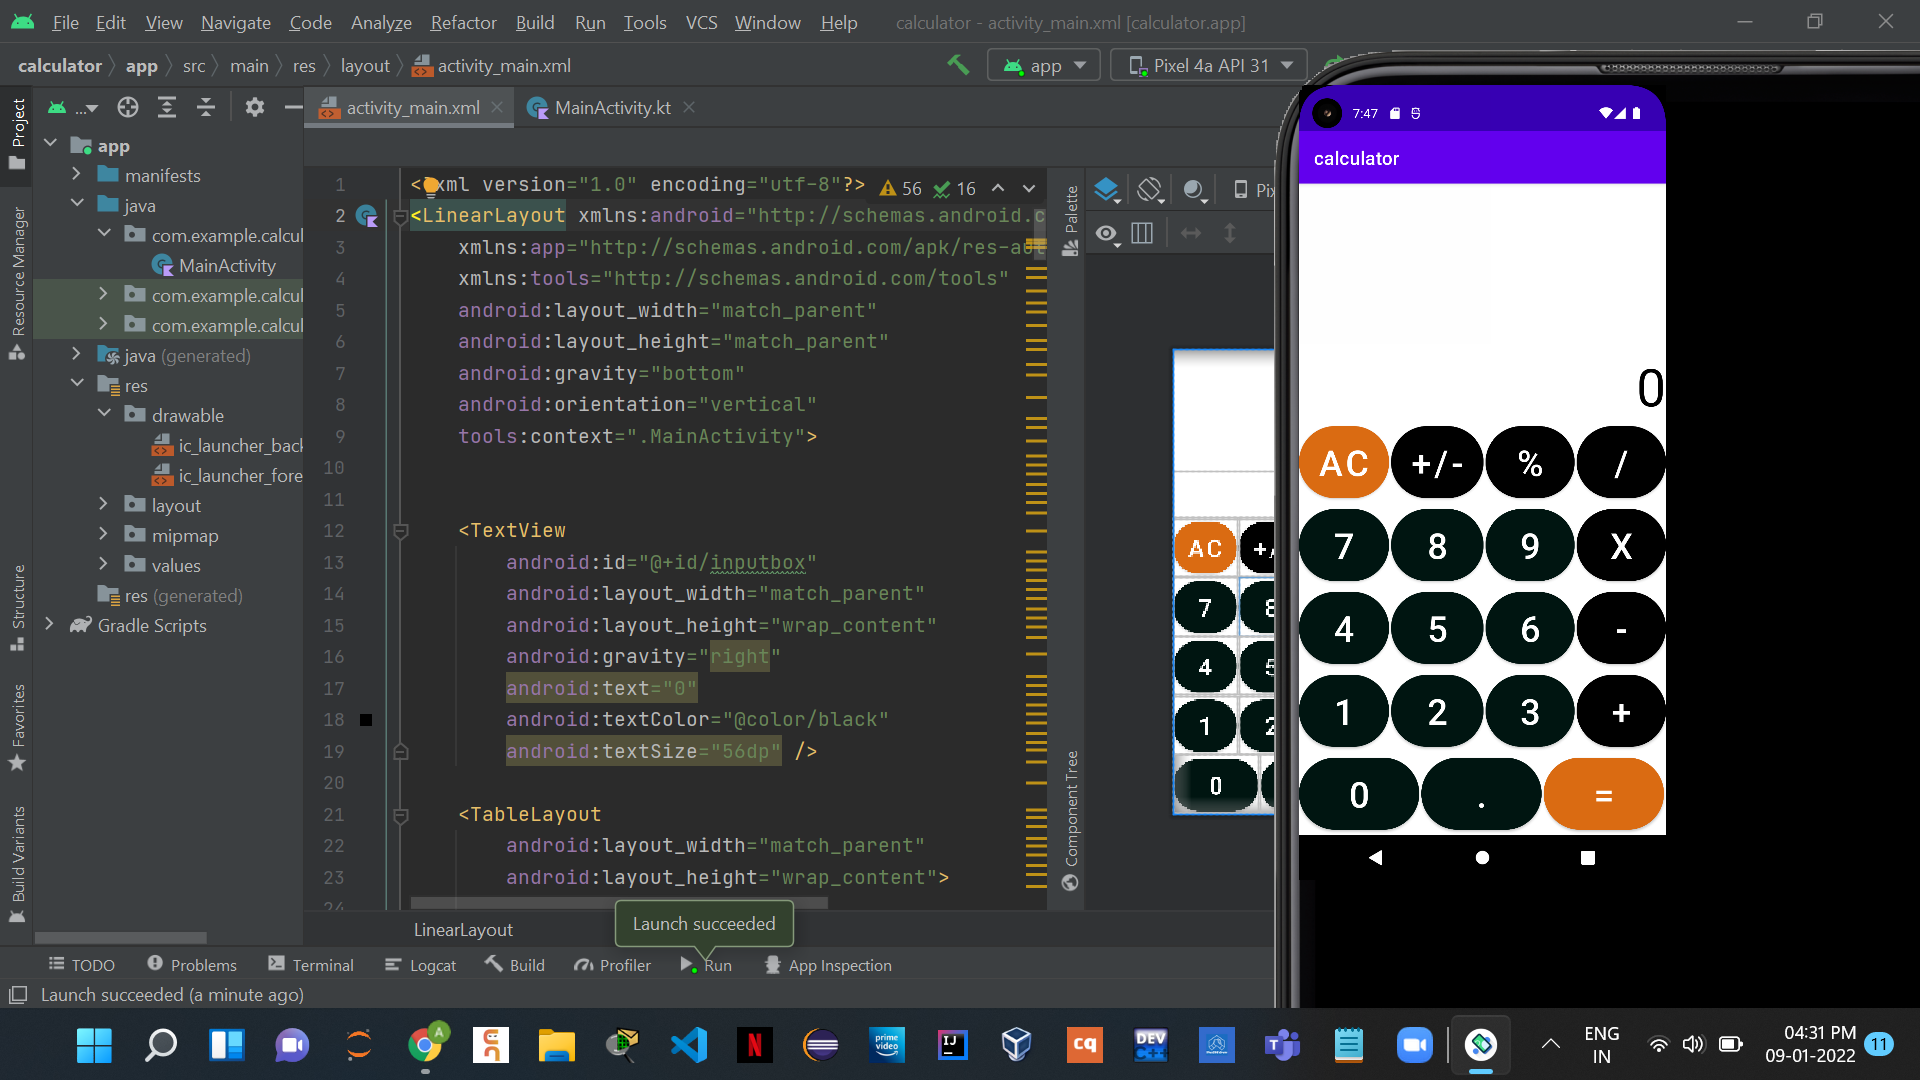 File Edit View Navigate Code Analyze Refactor Build Run Tools VCS Window Help calculator - activity_main.xml [calculator.app]
calculator app src main res layout activity_main.xml
app Pixel 4a API 31
Project
Resource Manager
Structure
Favorites
Build Variants
...
app
manifests
java
com.example.calcul
MainActivity
com.example.calcul
com.example.calcul
java (generated)
res
drawable
ic_launcher_back
ic_launcher_fore
layout
mipmap
values
res (generated)
Gradle Scripts
activity_main.xml MainActivity.kt
56 16
1 <?xml version="1.0" encoding="utf-8"?>
2 <LinearLayout xmlns:android="http://schemas.android.c
3 xmlns:app="http://schemas.android.com/apk/res-aut
4 xmlns:tools="http://schemas.android.com/tools"
5 android:layout_width="match_parent"
6 android:layout_height="match_parent"
7 android:gravity="bottom"
8 android:orientation="vertical"
9 tools:context=".MainActivity">
10
11
12 <TextView
13 android:id="@+id/inputbox"
14 android:layout_width="match_parent"
15 android:layout_height="wrap_content"
16 android:gravity="right"
17 android:text="0"
18 android:textColor="@color/black"
19 android:textSize="56dp" />
20
21 <TableLayout
22 android:layout_width="match_parent"
23 android:layout_height="wrap_content">
24
LinearLayout
Launch succeeded
Palette
Component Tree
Pix
AC +/
7 8
4 5
1 2
0
7:47
calculator
0
AC +/- % /
7 8 9 X
4 5 6 -
1 2 3 +
0 . =
TODO Problems Terminal Logcat Build Profiler Run App Inspection
Launch succeeded (a minute ago)
A
N
prime video
IJ
cq
DEV C++
T
ENG
IN
04:31 PM
09-01-2022
11